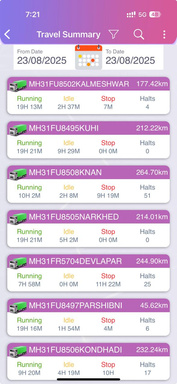 7:21
5G
Travel Summary
From Date
To Date
23/08/2025
23/08/2025
MH31FU8502KALMESHWAR 177.42km
Running Idle Stop Halts
19H 13M 2H 37M 7M 4
MH31FU8495KUHI 212.22km
Running Idle Stop Halts
19H 21M 9H 29M 0H 0M 0
MH31FU8508KNAN 264.70km
Running Idle Stop Halts
10H 2M 2H 8M 9H 19M 51
MH31FU8505NARKHED 214.01km
Running Idle Stop Halts
19H 21M 5H 2M 0H 0M 0
MH31FR5704DEVLAPAR 244.90km
Running Idle Stop Halts
7H 58M 0H 0M 11H 22M 25
MH31FU8497PARSHIBNI 45.62km
Running Idle Stop Halts
19H 16M 1H 54M 4M 6
MH31FU8506KONDHADI 232.24km
Running Idle Stop Halts
9H 20M 4H 19M 10H 17